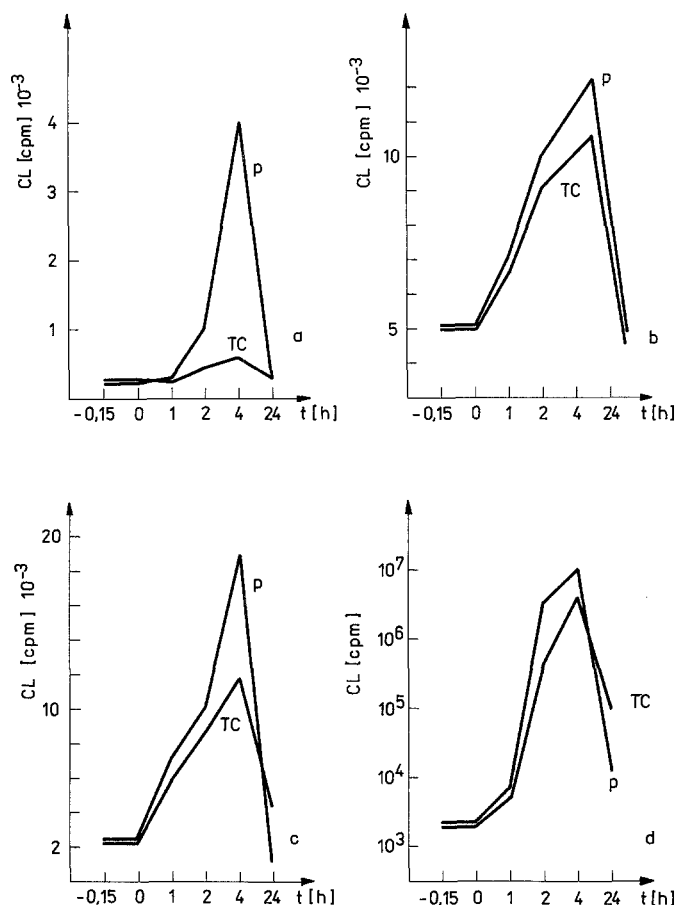 CL [cpm] 10⁻³
4
3
2
1
p
TC
a
-0,15 0 1 2 4 24 t[h]
CL [cpm] 10⁻³
10
5
p
TC
b
-0,15 0 1 2 4 24 t[h]
CL [cpm] 10⁻³
20
10
2
p
TC
c
-0,15 0 1 2 4 24 t[h]
CL [cpm]
10⁷
10⁶
10⁵
10⁴
10³
TC
p
d
-0,15 0 1 2 4 24 t[h]